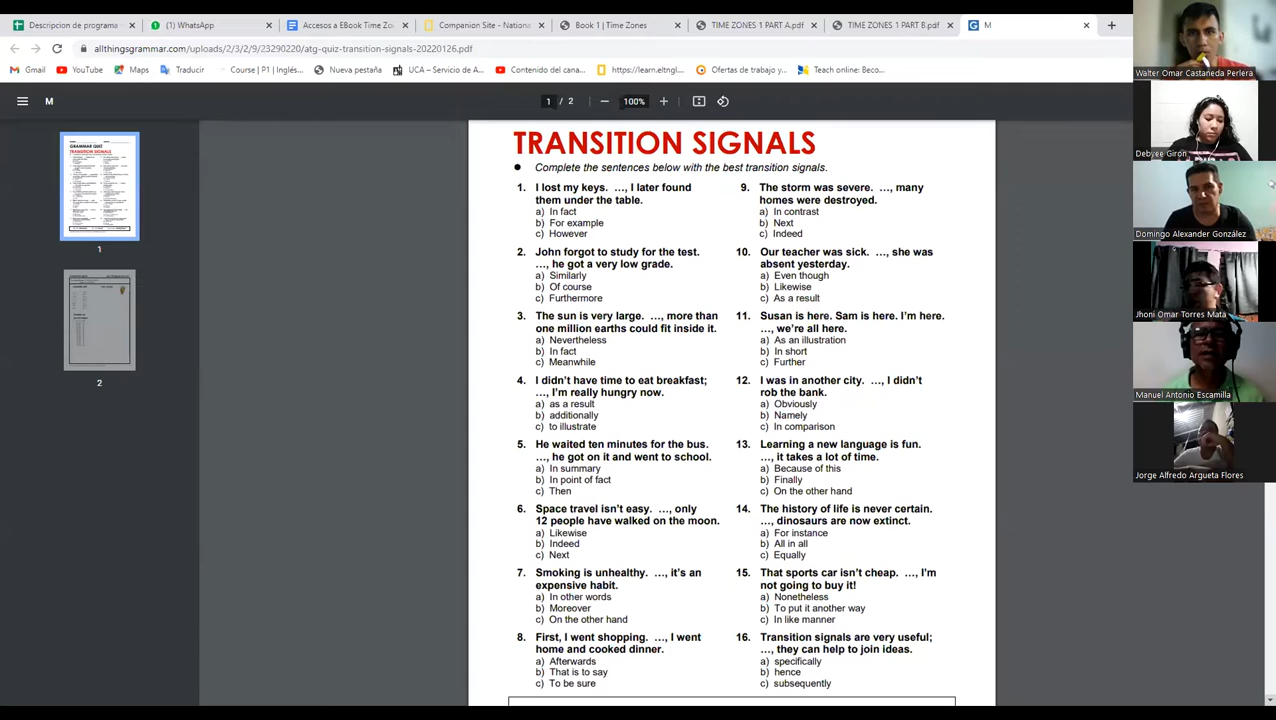 Descripcion de programa
(1) WhatsApp
Accesos a EBook Time Zo
Companion Site - Nationa
Book 1 | Time Zones
TIME ZONES 1 PART A.pdf
TIME ZONES 1 PART B.pdf
M
allthingsgrammar.com/uploads/2/3/2/9/23290220/atg-quiz-transition-signals-20220126.pdf
Gmail
YouTube
Maps
Traducir
Course | P1 | Inglés...
Nueva pestaña
UCA – Servicio de A...
Contenido del cana...
https://learn.eltngl...
Ofertas de trabajo y...
Teach online: Beco...
M
1 / 2
100%
1
2
TRANSITION SIGNALS
● Complete the sentences below with the best transition signals.
1. I lost my keys. …, I later found
them under the table.
a) In fact
b) For example
c) However
2. John forgot to study for the test.
…, he got a very low grade.
a) Similarly
b) Of course
c) Furthermore
3. The sun is very large. …, more than
one million earths could fit inside it.
a) Nevertheless
b) In fact
c) Meanwhile
4. I didn't have time to eat breakfast;
…, I'm really hungry now.
a) as a result
b) additionally
c) to illustrate
5. He waited ten minutes for the bus.
…, he got on it and went to school.
a) In summary
b) In point of fact
c) Then
6. Space travel isn't easy. …, only
12 people have walked on the moon.
a) Likewise
b) Indeed
c) Next
7. Smoking is unhealthy. …, it's an
expensive habit.
a) In other words
b) Moreover
c) On the other hand
8. First, I went shopping. …, I went
home and cooked dinner.
a) Afterwards
b) That is to say
c) To be sure
9. The storm was severe. …, many
homes were destroyed.
a) In contrast
b) Next
c) Indeed
10. Our teacher was sick. …, she was
absent yesterday.
a) Even though
b) Likewise
c) As a result
11. Susan is here. Sam is here. I'm here.
…, we're all here.
a) As an illustration
b) In short
c) Further
12. I was in another city. …, I didn't
rob the bank.
a) Obviously
b) Namely
c) In comparison
13. Learning a new language is fun.
…, it takes a lot of time.
a) Because of this
b) Finally
c) On the other hand
14. The history of life is never certain.
…, dinosaurs are now extinct.
a) For instance
b) All in all
c) Equally
15. That sports car isn't cheap. …, I'm
not going to buy it!
a) Nonetheless
b) To put it another way
c) In like manner
16. Transition signals are very useful;
…, they can help to join ideas.
a) specifically
b) hence
c) subsequently
Walter Omar Castaneda Perlera
Debyee Girón
Domingo Alexander González
Jhoni Omar Torres Mata
Manuel Antonio Escamilla
Jorge Alfredo Argueta Flores